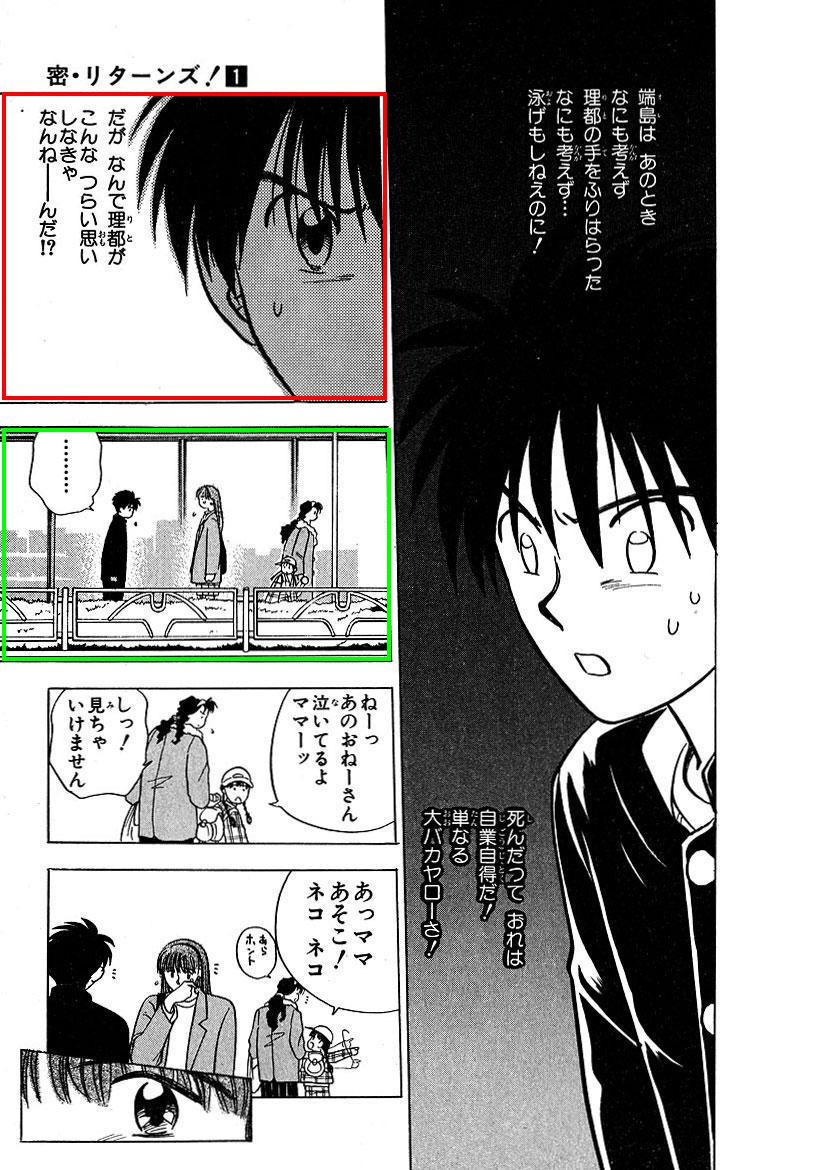 密・リターンズ！1
端島は あのとき
なにも考えず
理都の手をふりはらった
なにも考えず…
泳げもしねえのに！
死んだって おれは
自業自得だ！
単なる
大バカヤローさ！
だが なんで理都が
こんな つらい思い
しなきゃ
なんねーーんだ!?
………
ねーっ
あのおねーさん
泣いてるよ
ママーッ
しっ！
見ちゃ
いけません
あっママ
あそこ！
ネコ ネコ
あら
ホント